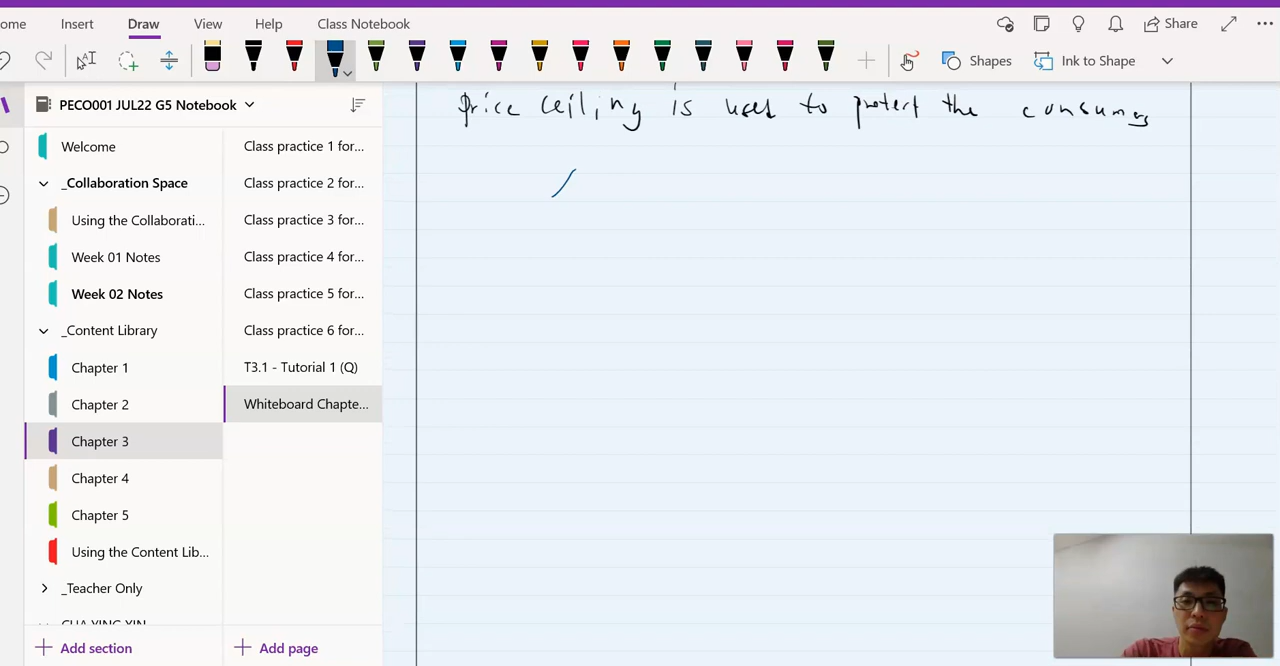 ome Insert Draw View Help Class Notebook Share
Shapes Ink to Shape
PECO001 JUL22 G5 Notebook
Welcome
_Collaboration Space
Using the Collaborati...
Week 01 Notes
Week 02 Notes
_Content Library
Chapter 1
Chapter 2
Chapter 3
Chapter 4
Chapter 5
Using the Content Lib...
_Teacher Only
CHA YING XIN
Add section
Class practice 1 for...
Class practice 2 for...
Class practice 3 for...
Class practice 4 for...
Class practice 5 for...
Class practice 6 for...
T3.1 - Tutorial 1 (Q)
Whiteboard Chapte...
Add page
Price ceiling is used to protect the consumers